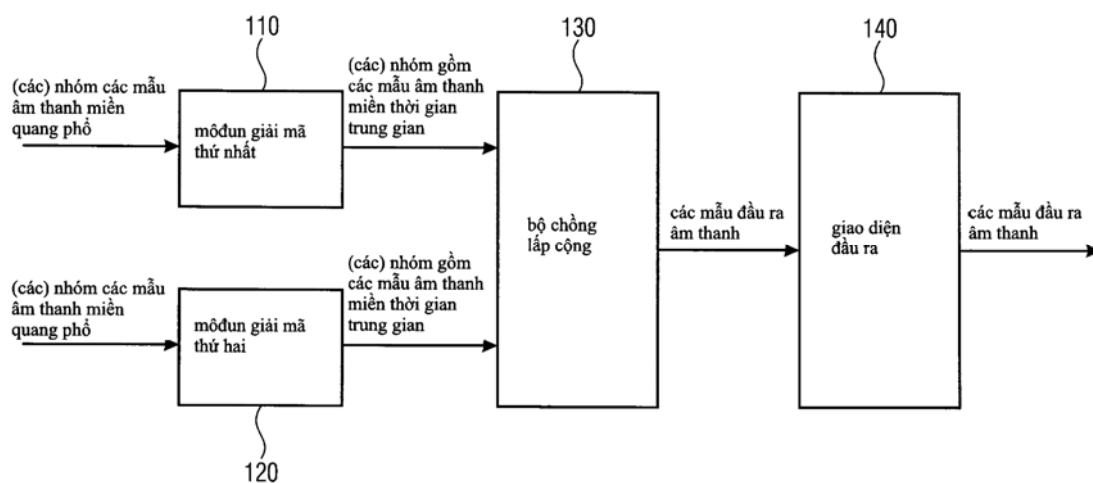 110
130
140
(các) nhóm các mẫu
âm thanh miền
quang phổ
môđun giải mã
thứ nhất
(các) nhóm gồm
các mẫu âm thanh
miền thời gian
trung gian
bộ chồng
lấp cộng
các mẫu đầu ra
âm thanh
giao diện
đầu ra
các mẫu đầu ra
âm thanh
(các) nhóm các mẫu
âm thanh miền
quang phổ
môđun giải mã
thứ hai
(các) nhóm gồm
các mẫu âm thanh
miền thời gian
trung gian
120